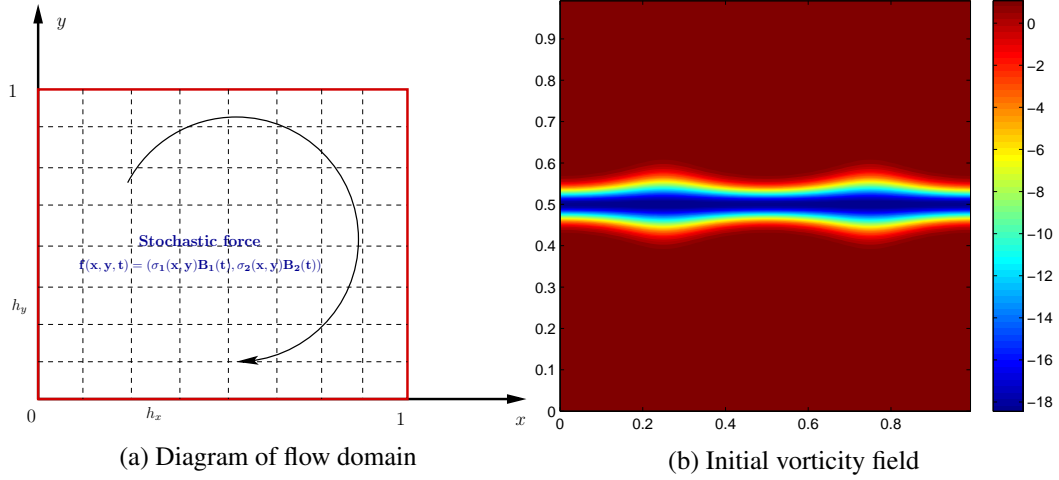 y
1
Stochastic force
f(x, y, t) = (σ₁(x, y)B₁(t), σ₂(x, y)B₂(t))
h_y
0
h_x
1
x
(a) Diagram of flow domain
0.9
0.8
0.7
0.6
0.5
0.4
0.3
0.2
0.1
0
0 0.2 0.4 0.6 0.8
0
−2
−4
−6
−8
−10
−12
−14
−16
−18
(b) Initial vorticity field